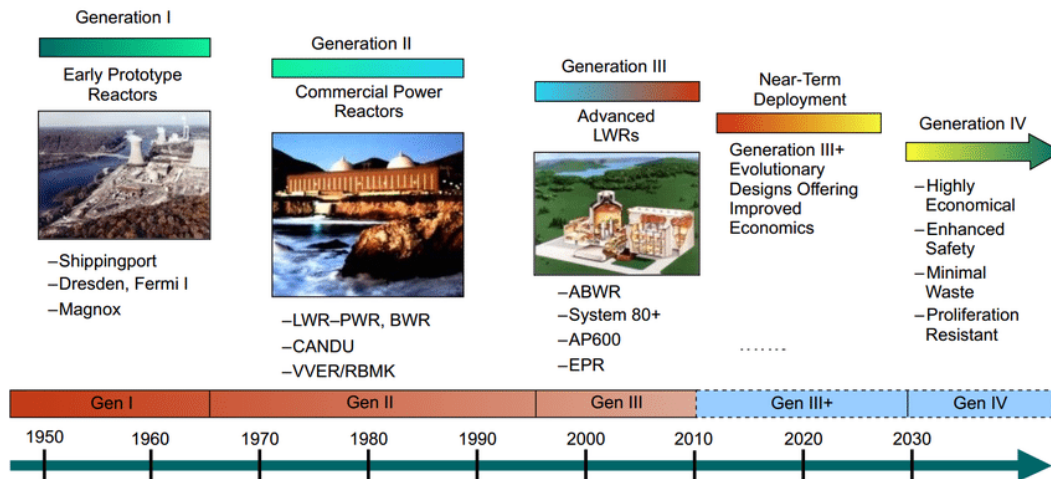 Generation I
Early Prototype
Reactors
–Shippingport
–Dresden, Fermi I
–Magnox
Generation II
Commercial Power
Reactors
–LWR–PWR, BWR
–CANDU
–VVER/RBMK
Generation III
Advanced
LWRs
–ABWR
–System 80+
–AP600
–EPR
Near-Term
Deployment
Generation III+
Evolutionary
Designs Offering
Improved
Economics
........
Generation IV
–Highly
Economical
–Enhanced
Safety
–Minimal
Waste
–Proliferation
Resistant
Gen I Gen II Gen III Gen III+ Gen IV
1950 1960 1970 1980 1990 2000 2010 2020 2030